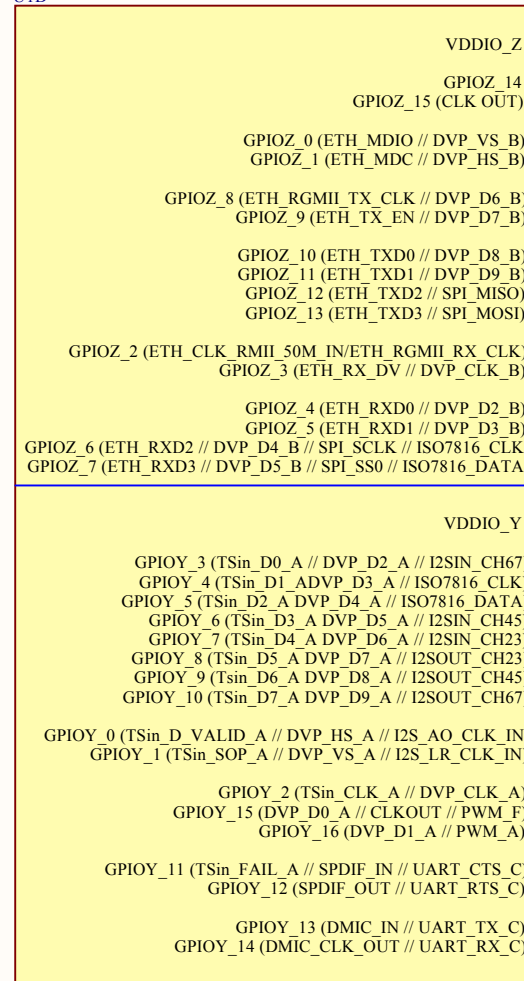 VDDIO_Z
GPIOZ_14
GPIOZ_15 (CLK OUT)
GPIOZ_0 (ETH_MDIO // DVP_VS_B)
GPIOZ_1 (ETH_MDC // DVP_HS_B)
GPIOZ_8 (ETH_RGMII_TX_CLK // DVP_D6_B)
GPIOZ_9 (ETH_TX_EN // DVP_D7_B)
GPIOZ_10 (ETH_TXD0 // DVP_D8_B)
GPIOZ_11 (ETH_TXD1 // DVP_D9_B)
GPIOZ_12 (ETH_TXD2 // SPI_MISO)
GPIOZ_13 (ETH_TXD3 // SPI_MOSI)
GPIOZ_2 (ETH_CLK_RMII_50M_IN/ETH_RGMII_RX_CLK)
GPIOZ_3 (ETH_RX_DV // DVP_CLK_B)
GPIOZ_4 (ETH_RXD0 // DVP_D2_B)
GPIOZ_5 (ETH_RXD1 // DVP_D3_B)
GPIOZ_6 (ETH_RXD2 // DVP_D4_B // SPI_SCLK // ISO7816_CLK
GPIOZ_7 (ETH_RXD3 // DVP_D5_B // SPI_SS0 // ISO7816_DATA
VDDIO_Y
GPIOY_3 (TSin_D0_A // DVP_D2_A // I2SIN_CH67)
GPIOY_4 (TSin_D1_ADVP_D3_A // ISO7816_CLK)
GPIOY_5 (TSin_D2_A DVP_D4_A // ISO7816_DATA)
GPIOY_6 (TSin_D3_A DVP_D5_A // I2SIN_CH45)
GPIOY_7 (TSin_D4_A DVP_D6_A // I2SIN_CH23)
GPIOY_8 (TSin_D5_A DVP_D7_A // I2SOUT_CH23)
GPIOY_9 (Tsin_D6_A DVP_D8_A // I2SOUT_CH45)
GPIOY_10 (TSin_D7_A DVP_D9_A // I2SOUT_CH67)
GPIOY_0 (TSin_D_VALID_A // DVP_HS_A // I2S_AO_CLK_IN)
GPIOY_1 (TSin_SOP_A // DVP_VS_A // I2S_LR_CLK_IN)
GPIOY_2 (TSin_CLK_A // DVP_CLK_A)
GPIOY_15 (DVP_D0_A // CLKOUT // PWM_F)
GPIOY_16 (DVP_D1_A // PWM_A)
GPIOY_11 (TSin_FAIL_A // SPDIF_IN // UART_CTS_C)
GPIOY_12 (SPDIF_OUT // UART_RTS_C)
GPIOY_13 (DMIC_IN // UART_TX_C)
GPIOY_14 (DMIC_CLK_OUT // UART_RX_C)